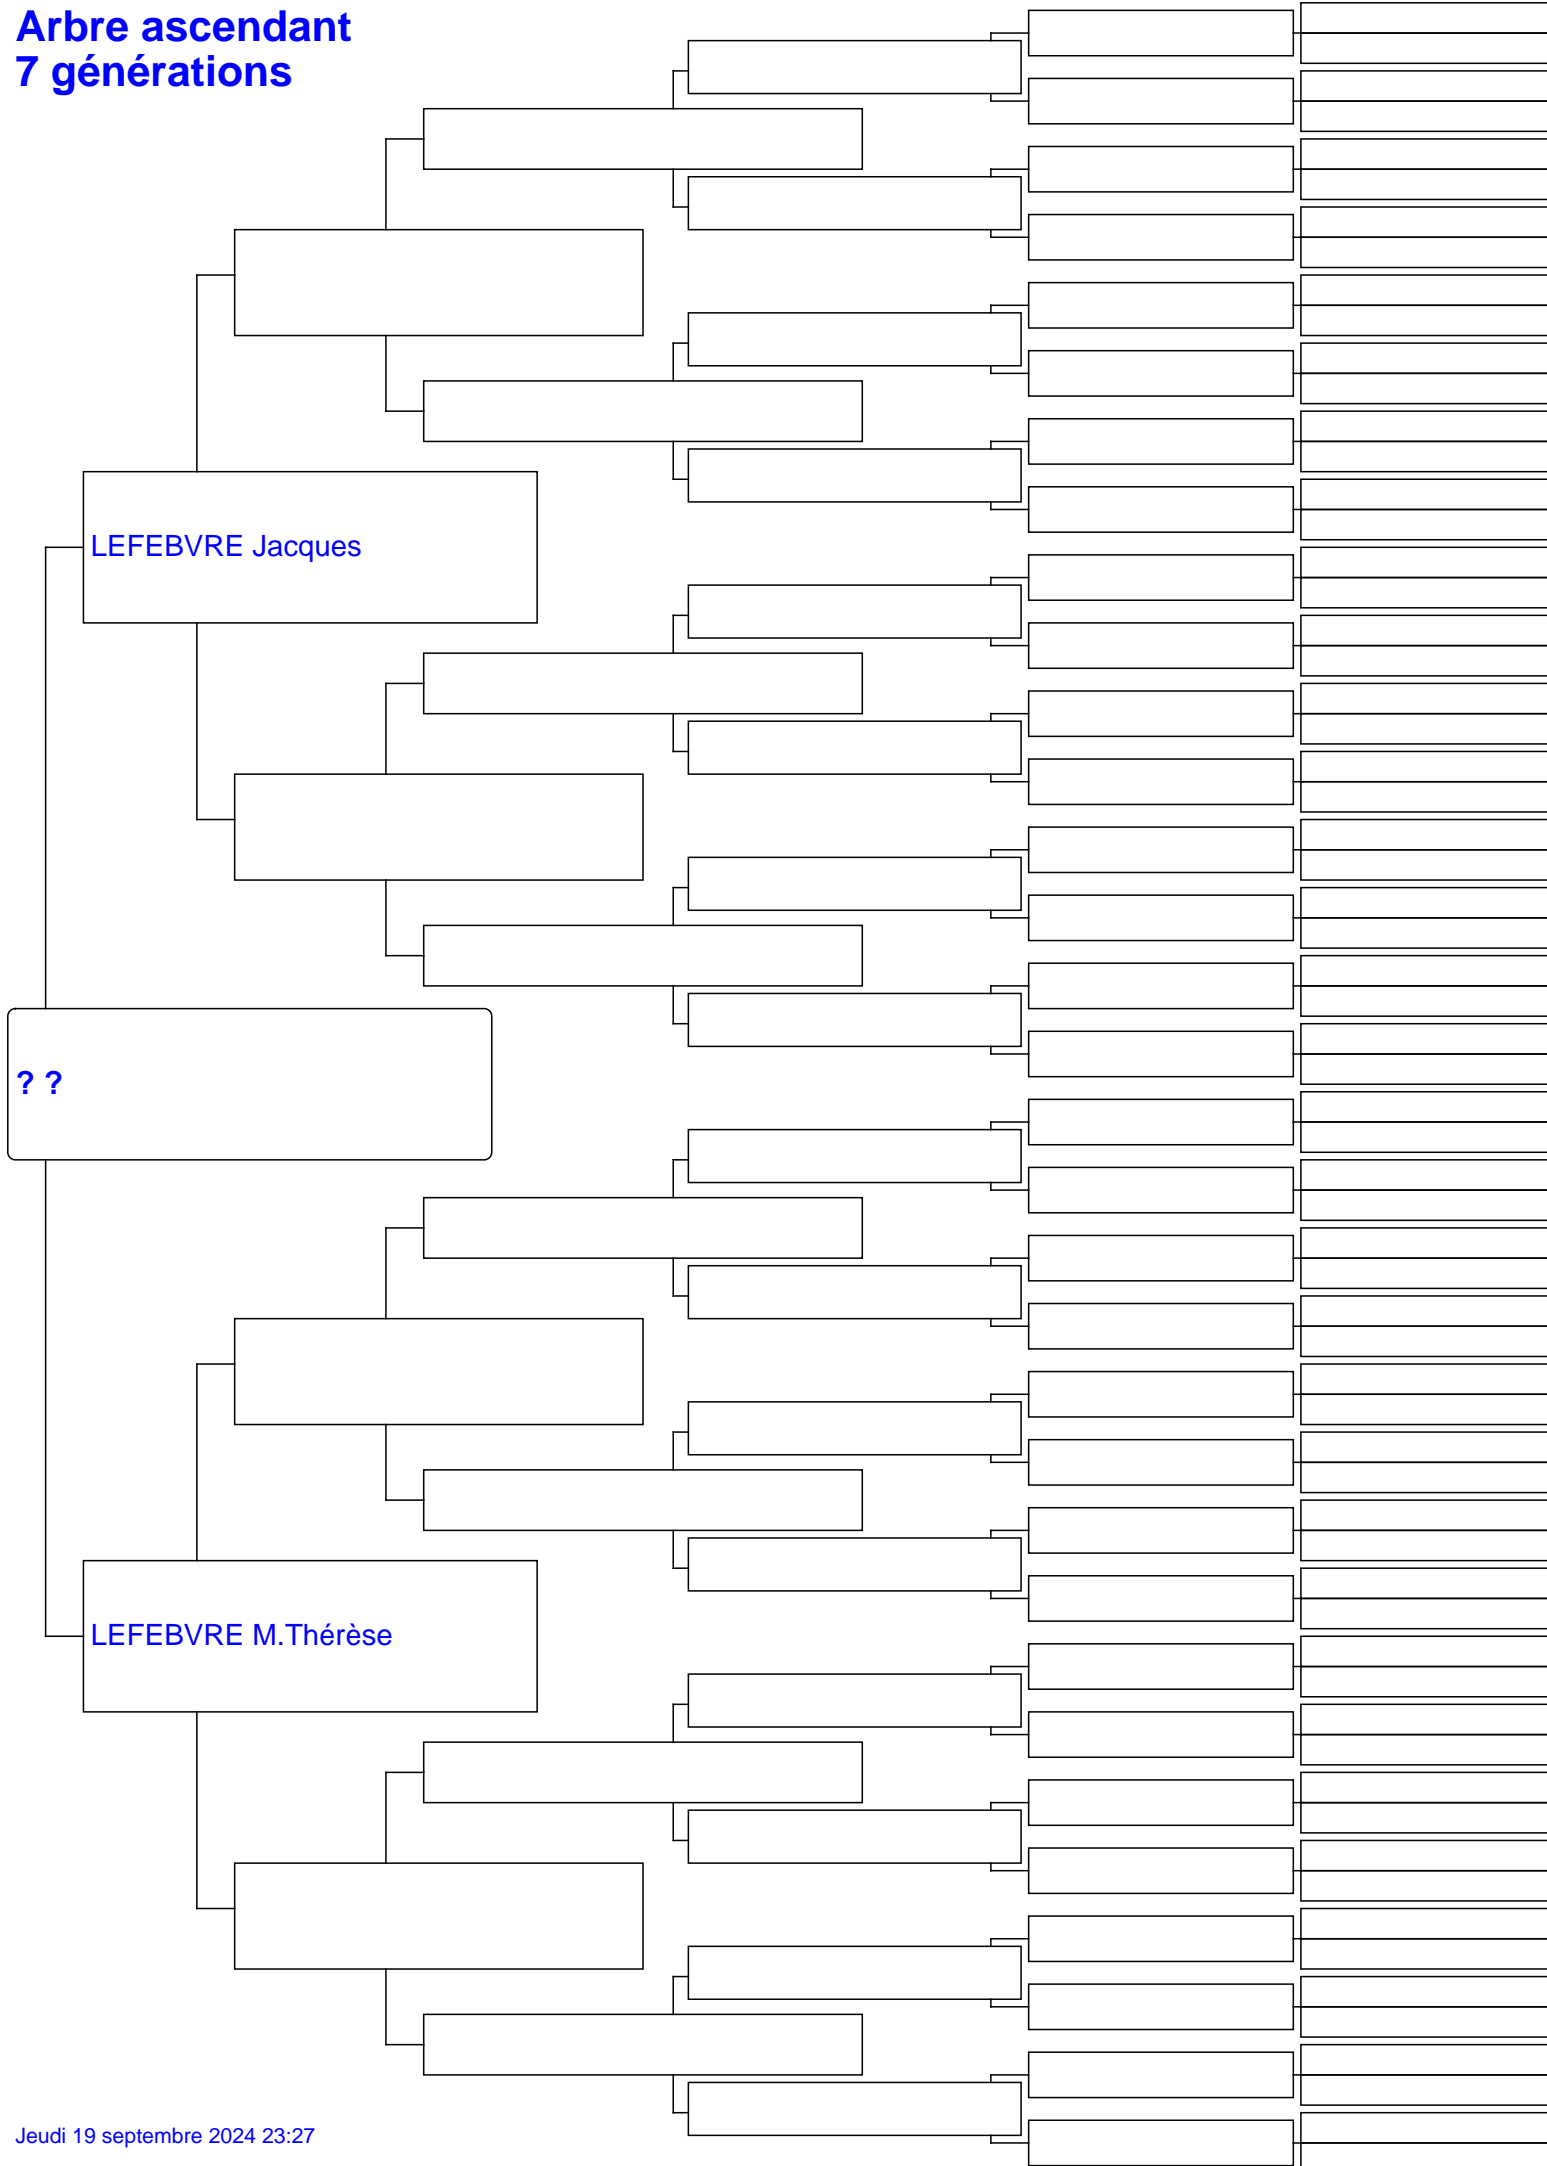 Arbre ascendant
7 générations
LEFEBVRE Jacques
? ?
LEFEBVRE M.Thérèse
Jeudi 19 septembre 2024 23:27